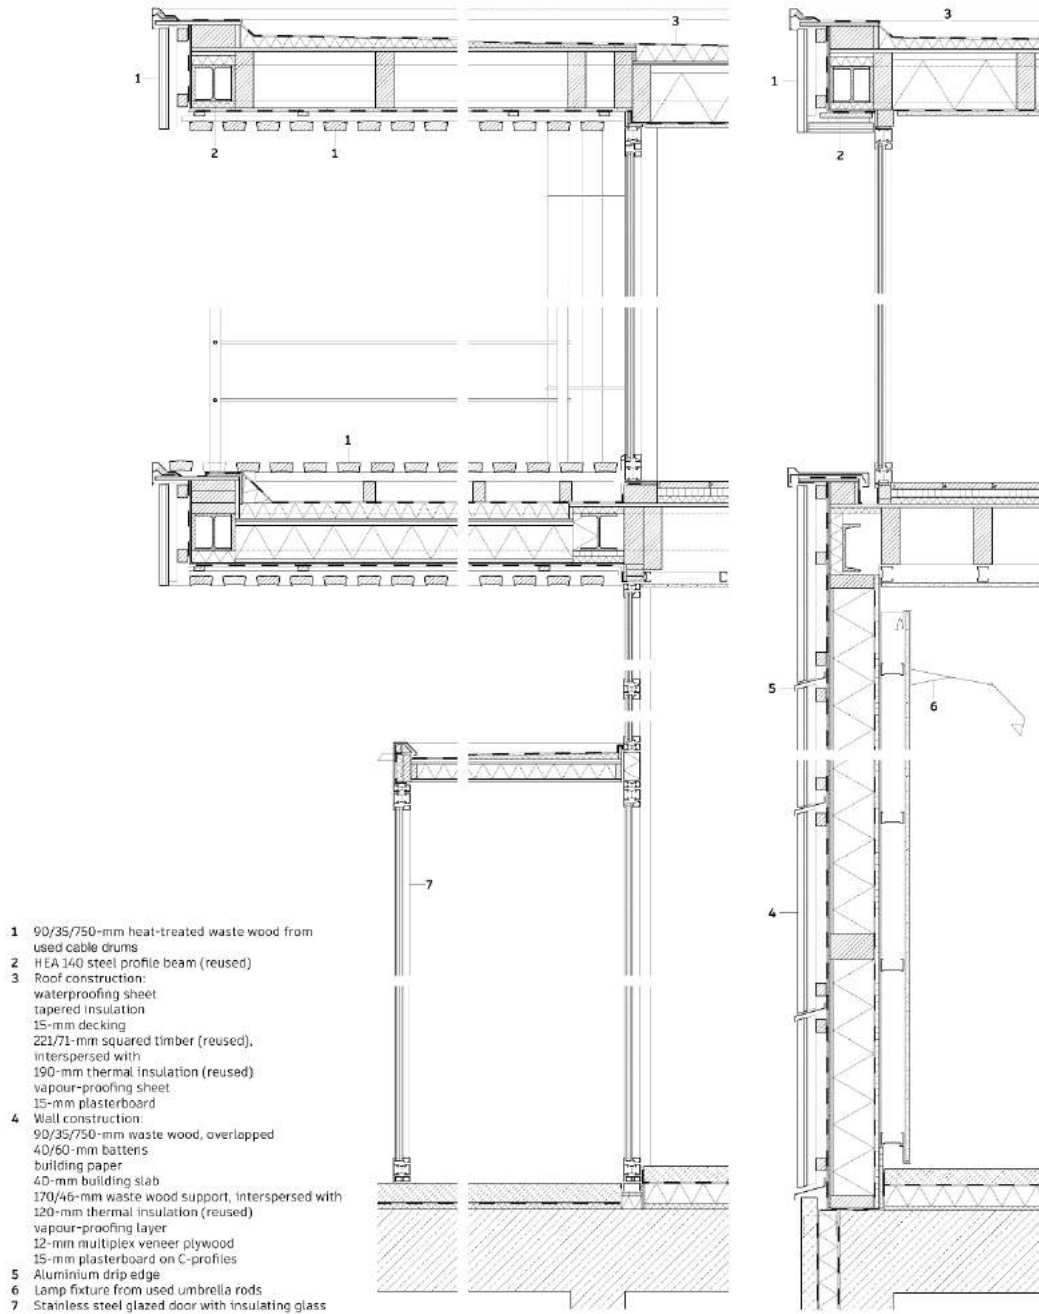 3
3
1
1
2
1
2
1
5
6
7
4
1 90/35/750-mm heat-treated waste wood from
used cable drums
2 HEA 140 steel profile beam (reused)
3 Roof construction:
waterproofing sheet
tapered insulation
15-mm decking
221/71-mm squared timber (reused),
interspersed with
190-mm thermal insulation (reused)
vapour-proofing sheet
15-mm plasterboard
4 Wall construction:
90/35/750-mm waste wood, overlapped
40/60-mm battens
building paper
40-mm building slab
170/46-mm waste wood support, interspersed with
120-mm thermal insulation (reused)
vapour-proofing layer
12-mm multiplex veneer plywood
15-mm plasterboard on C-profiles
5 Aluminium drip edge
6 Lamp fixture from used umbrella rods
7 Stainless steel glazed door with insulating glass